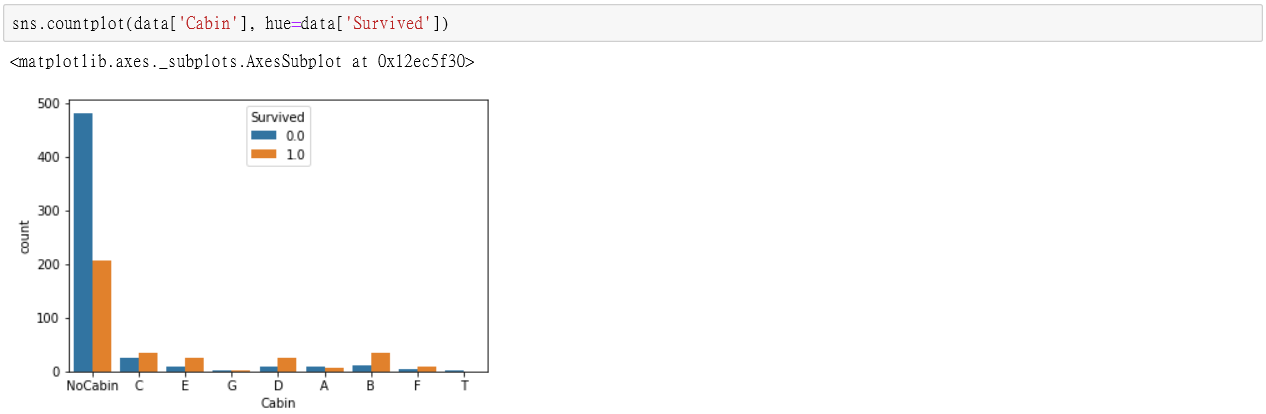 sns.countplot(data['Cabin'], hue=data['Survived'])
<matplotlib.axes._subplots.AxesSubplot at 0x12ec5f30>
Survived
0.0
1.0
500
400
300
200
100
0
count
NoCabin C E G D A B F T
Cabin